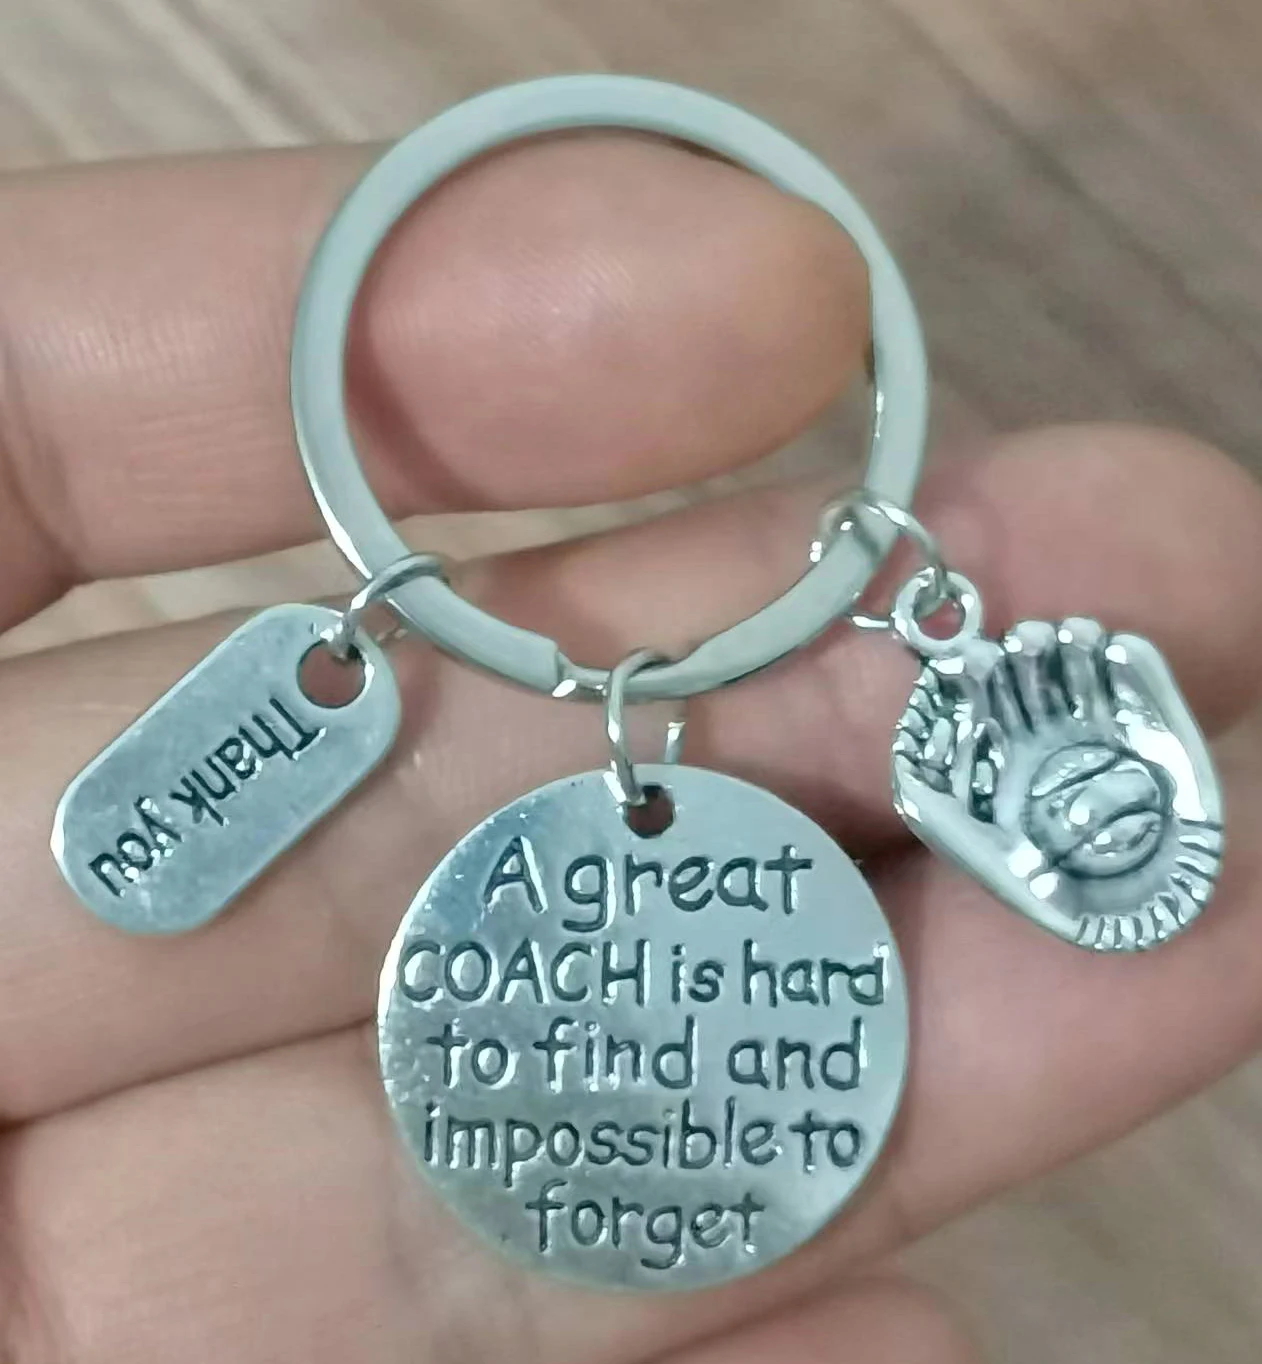 Thank you
A great
COACH is hard
to find and
impossible to
forget